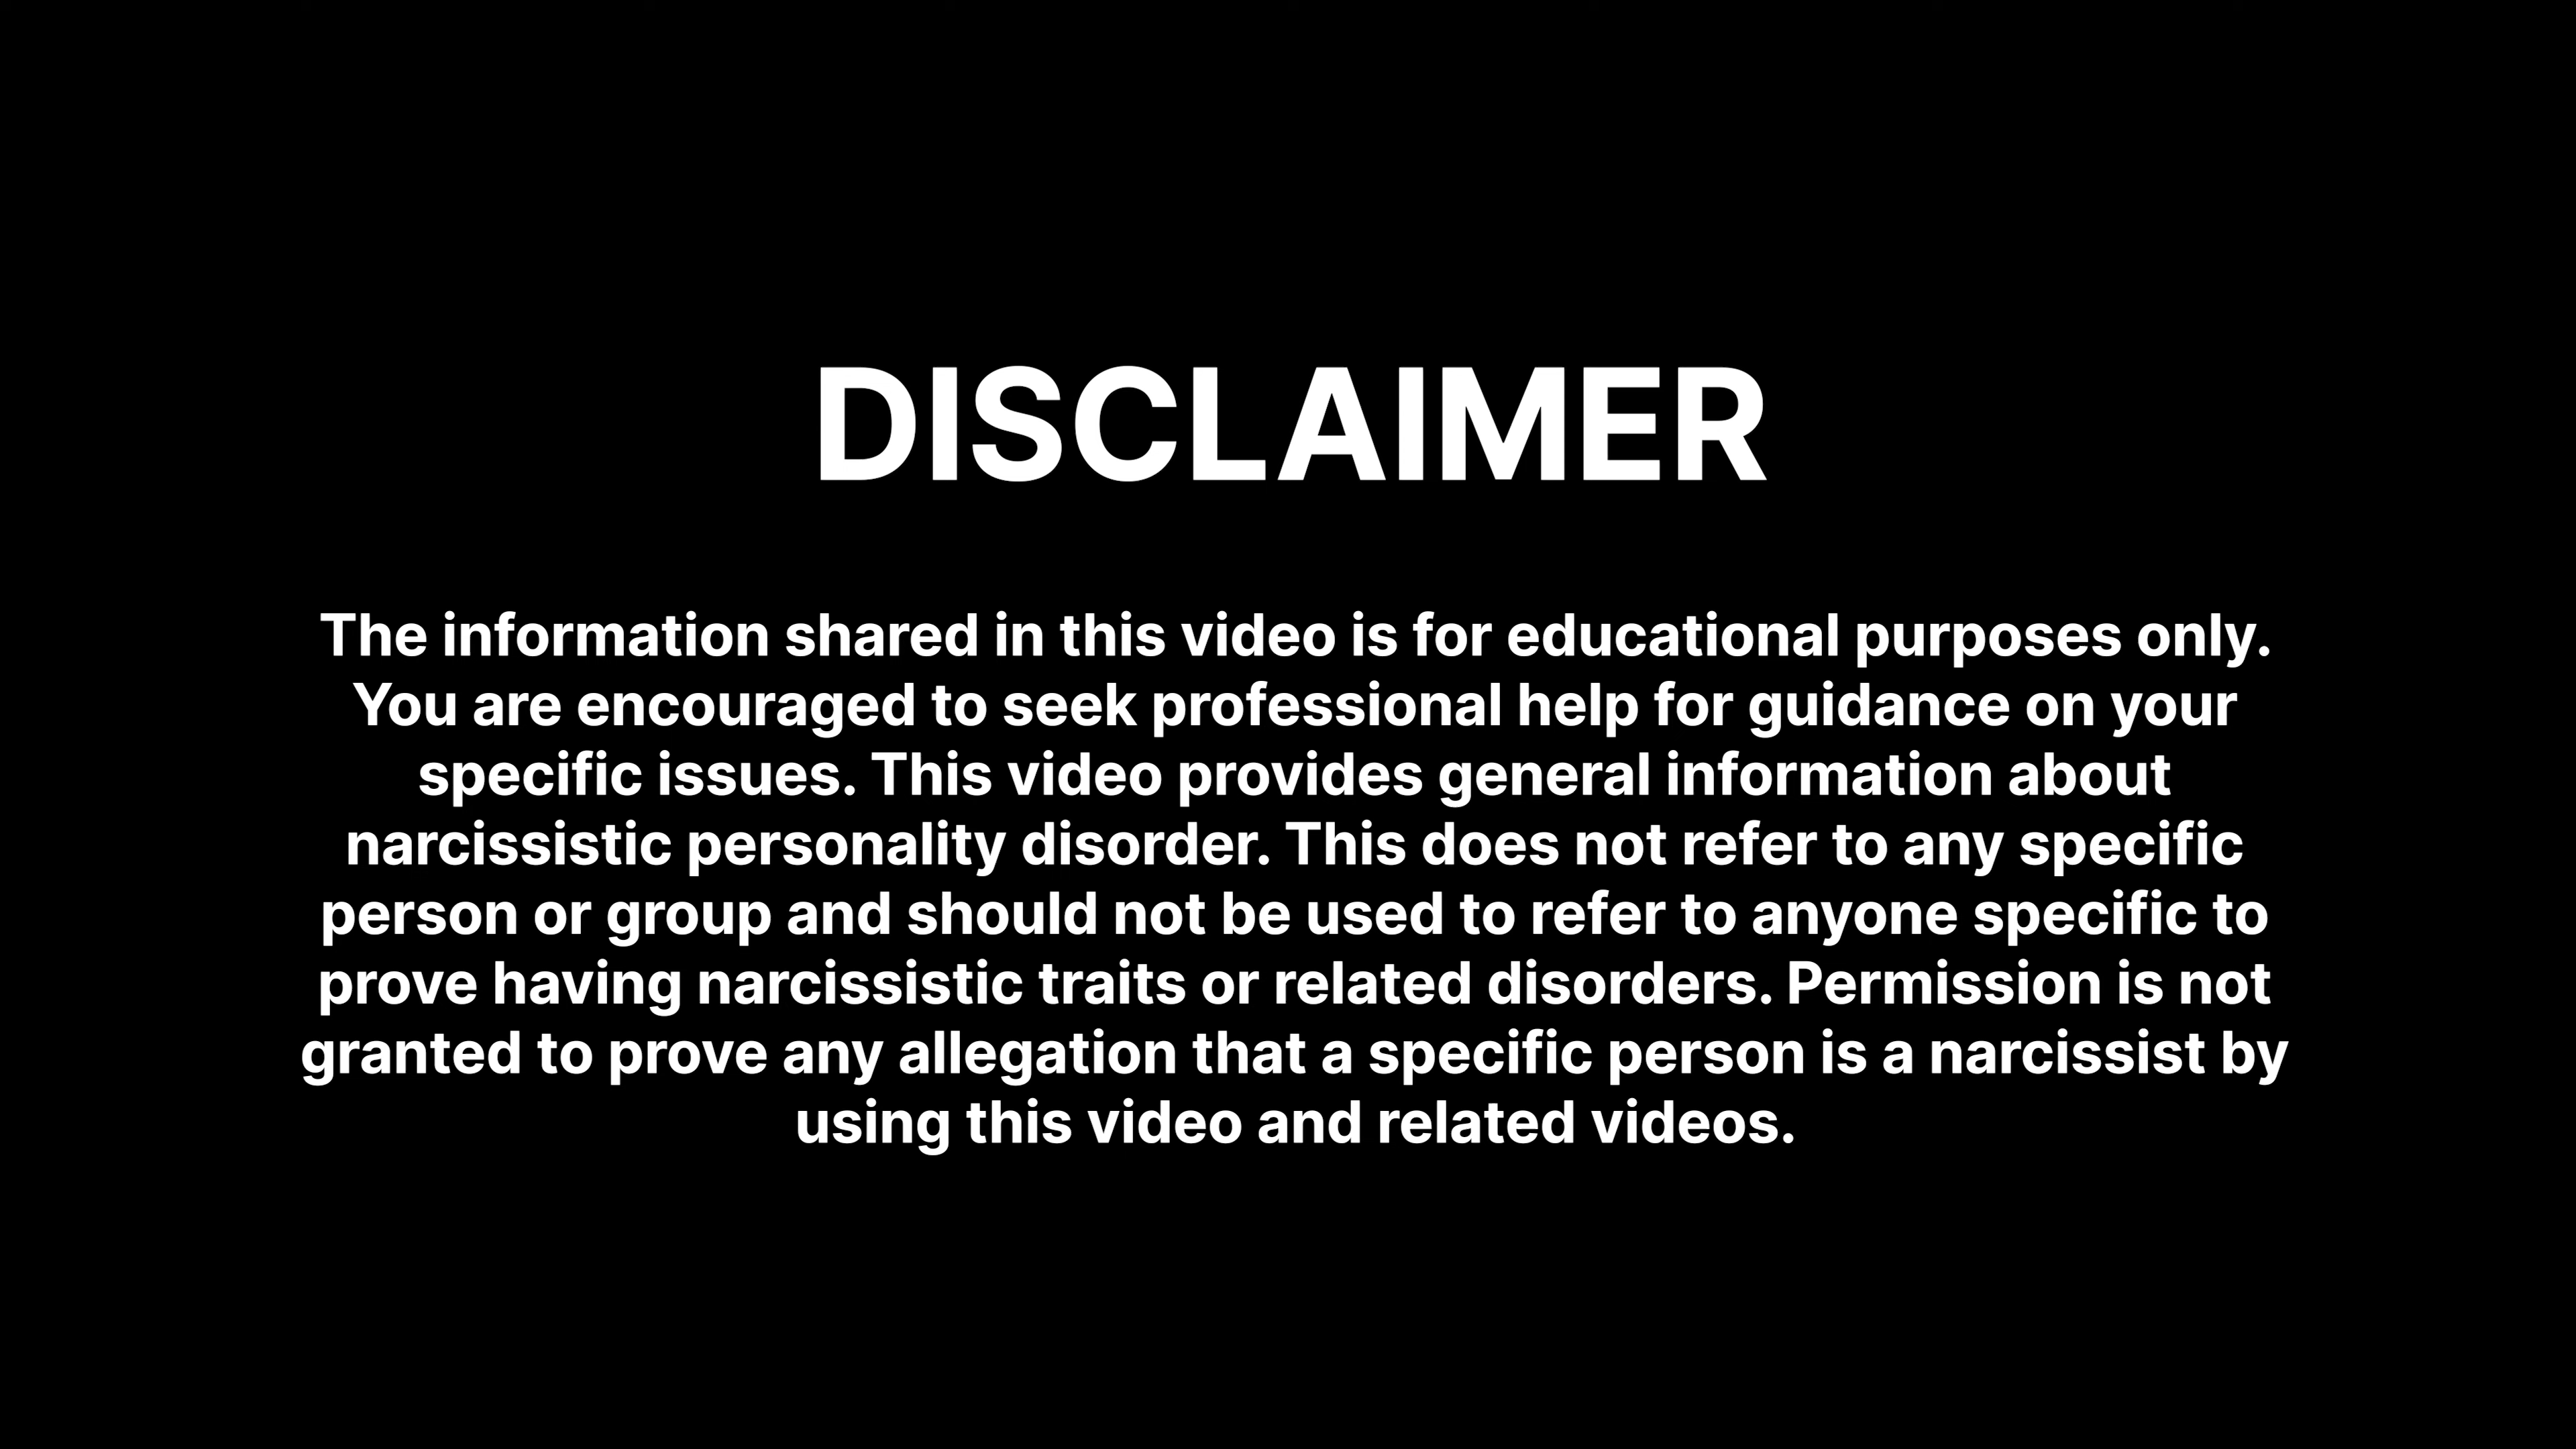 DISCLAIMER
The information shared in this video is for educational purposes only.
You are encouraged to seek professional help for guidance on your
specific issues. This video provides general information about
narcissistic personality disorder. This does not refer to any specific
person or group and should not be used to refer to anyone specific to
prove having narcissistic traits or related disorders. Permission is not
granted to prove any allegation that a specific person is a narcissist by
using this video and related videos.